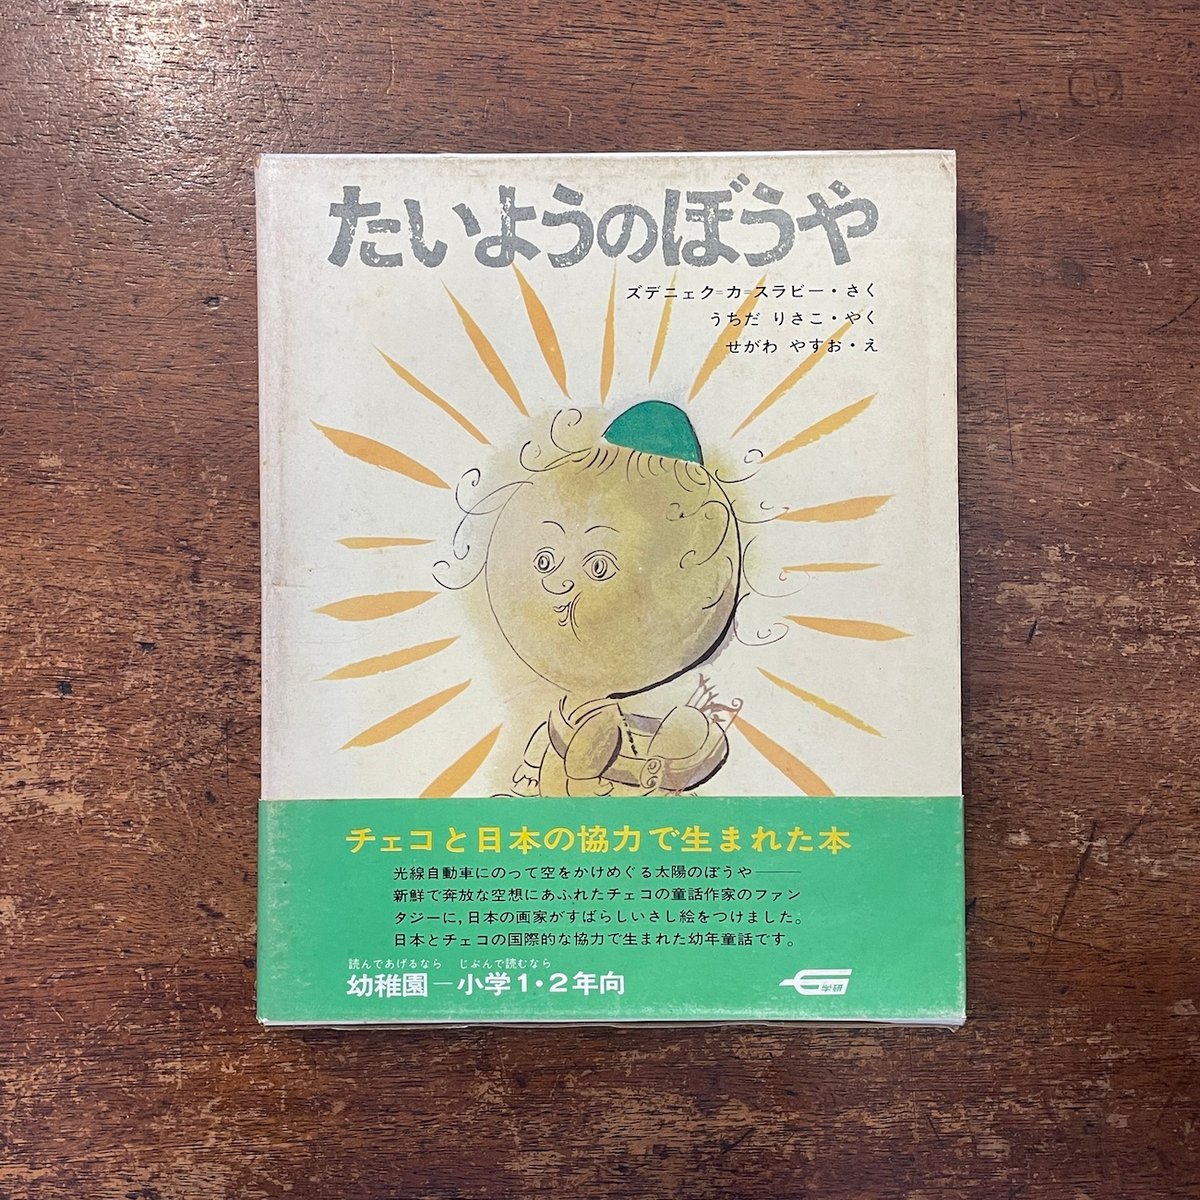 たいようのぼうや
ズデニェク=カ=スラビー・さく
うちだ りさこ・やく
せがわ やすお・え
チェコと日本の協力で生まれた本
光線自動車にのって空をかけめぐる太陽のぼうや――
新鮮で奔放な空想にあふれたチェコの童話作家のファン
タジーに,日本の画家がすばらしいさし絵をつけました。
日本とチェコの国際的な協力で生まれた幼年童話です。
読んであげるなら じぶんで読むなら
幼稚園―小学1・2年向
学研